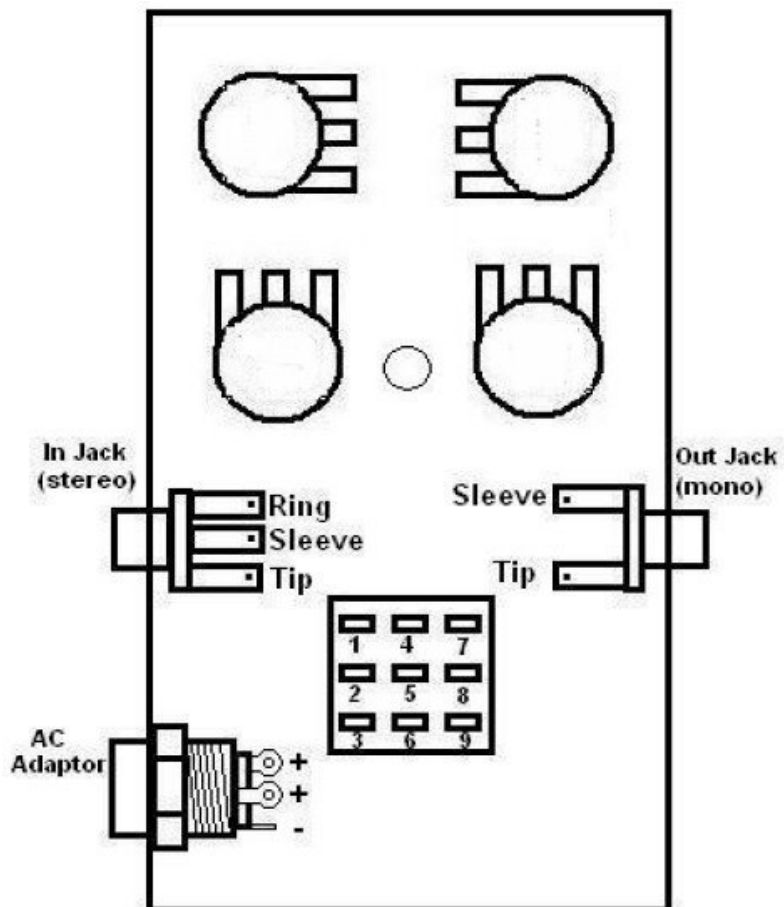 In Jack
(stereo)
Ring
Sleeve
Tip
Out Jack
(mono)
Sleeve
Tip
1 4 7
2 5 8
3 6 9
AC
Adaptor
+
+
-